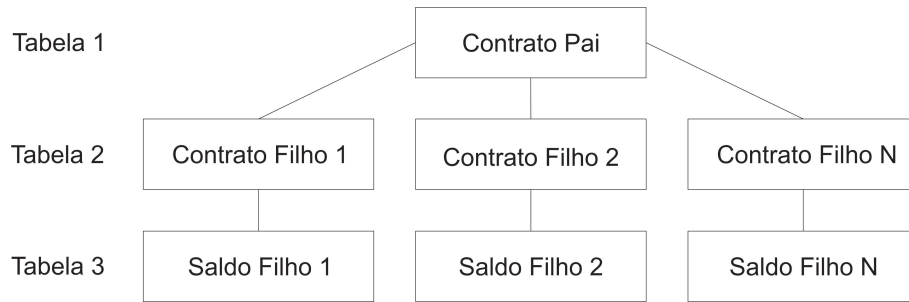 Tabela 1
Contrato Pai
Tabela 2
Contrato Filho 1
Contrato Filho 2
Contrato Filho N
Tabela 3
Saldo Filho 1
Saldo Filho 2
Saldo Filho N